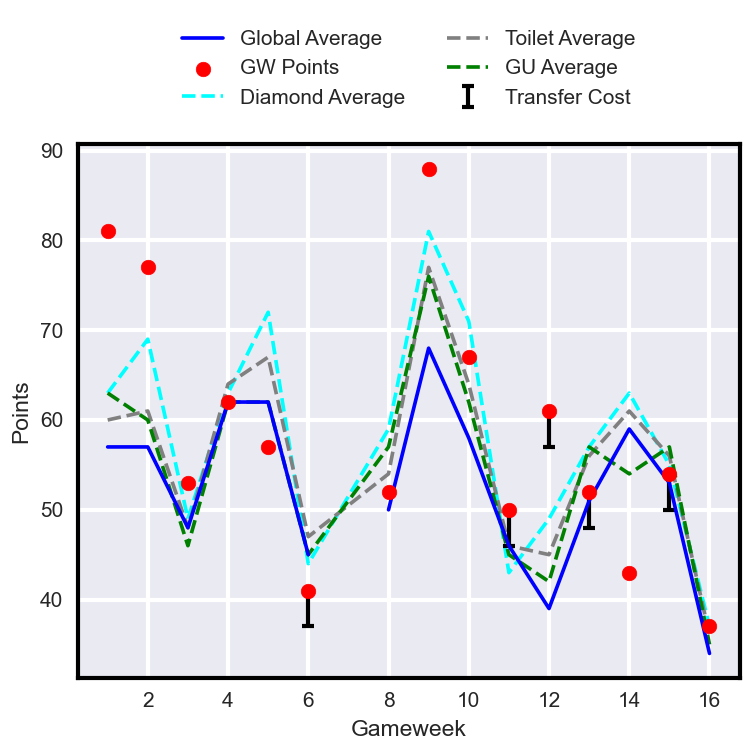 Global Average
GW Points
Diamond Average
Toilet Average
GU Average
Transfer Cost
90
80
70
60
50
40
Points
2 4 6 8 10 12 14 16
Gameweek